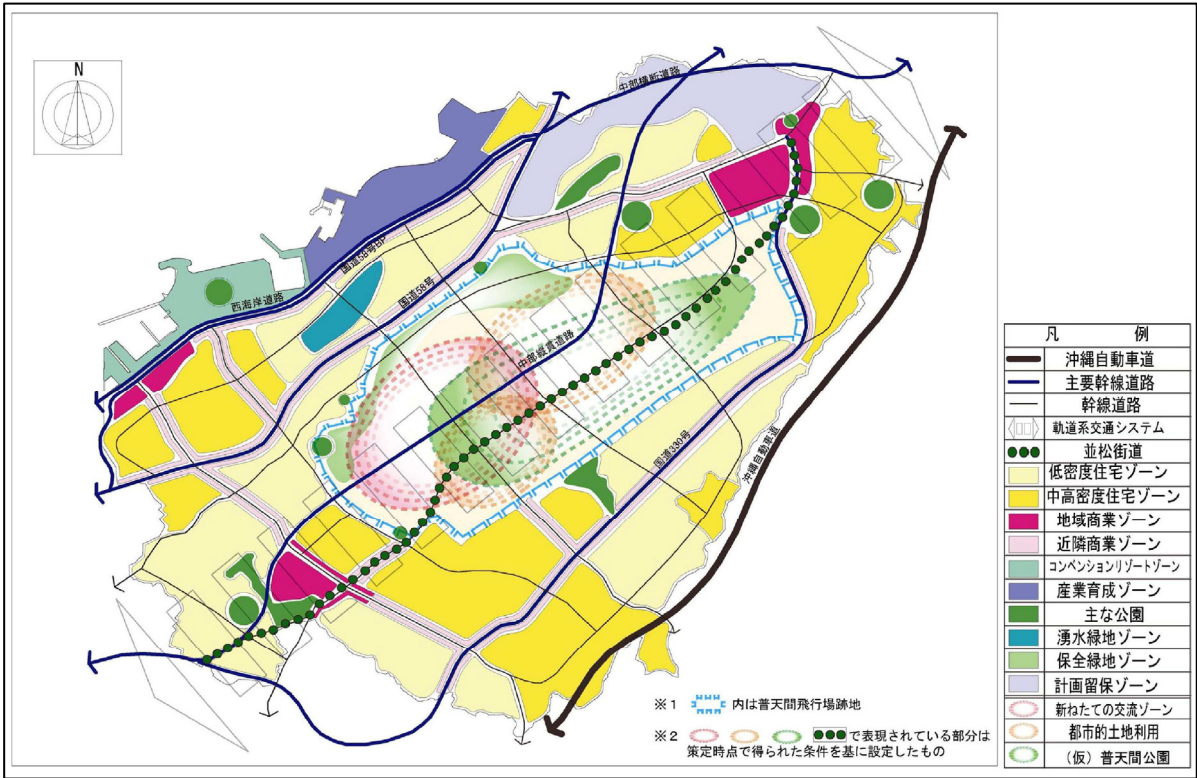 N
中部横断道路
国道58号BP
国道58号
西海岸道路
中部縦貫道路
国道330号
沖縄自動車道
※1 内は普天間飛行場跡地
※2 で表現されている部分は
策定時点で得られた条件を基に設定したもの
凡 例
沖縄自動車道
主要幹線道路
幹線道路
軌道系交通システム
並松街道
低密度住宅ゾーン
中高密度住宅ゾーン
地域商業ゾーン
近隣商業ゾーン
コンベンションリゾートゾーン
産業育成ゾーン
主な公園
湧水緑地ゾーン
保全緑地ゾーン
計画留保ゾーン
新ねたての交流ゾーン
都市的土地利用
(仮)普天間公園